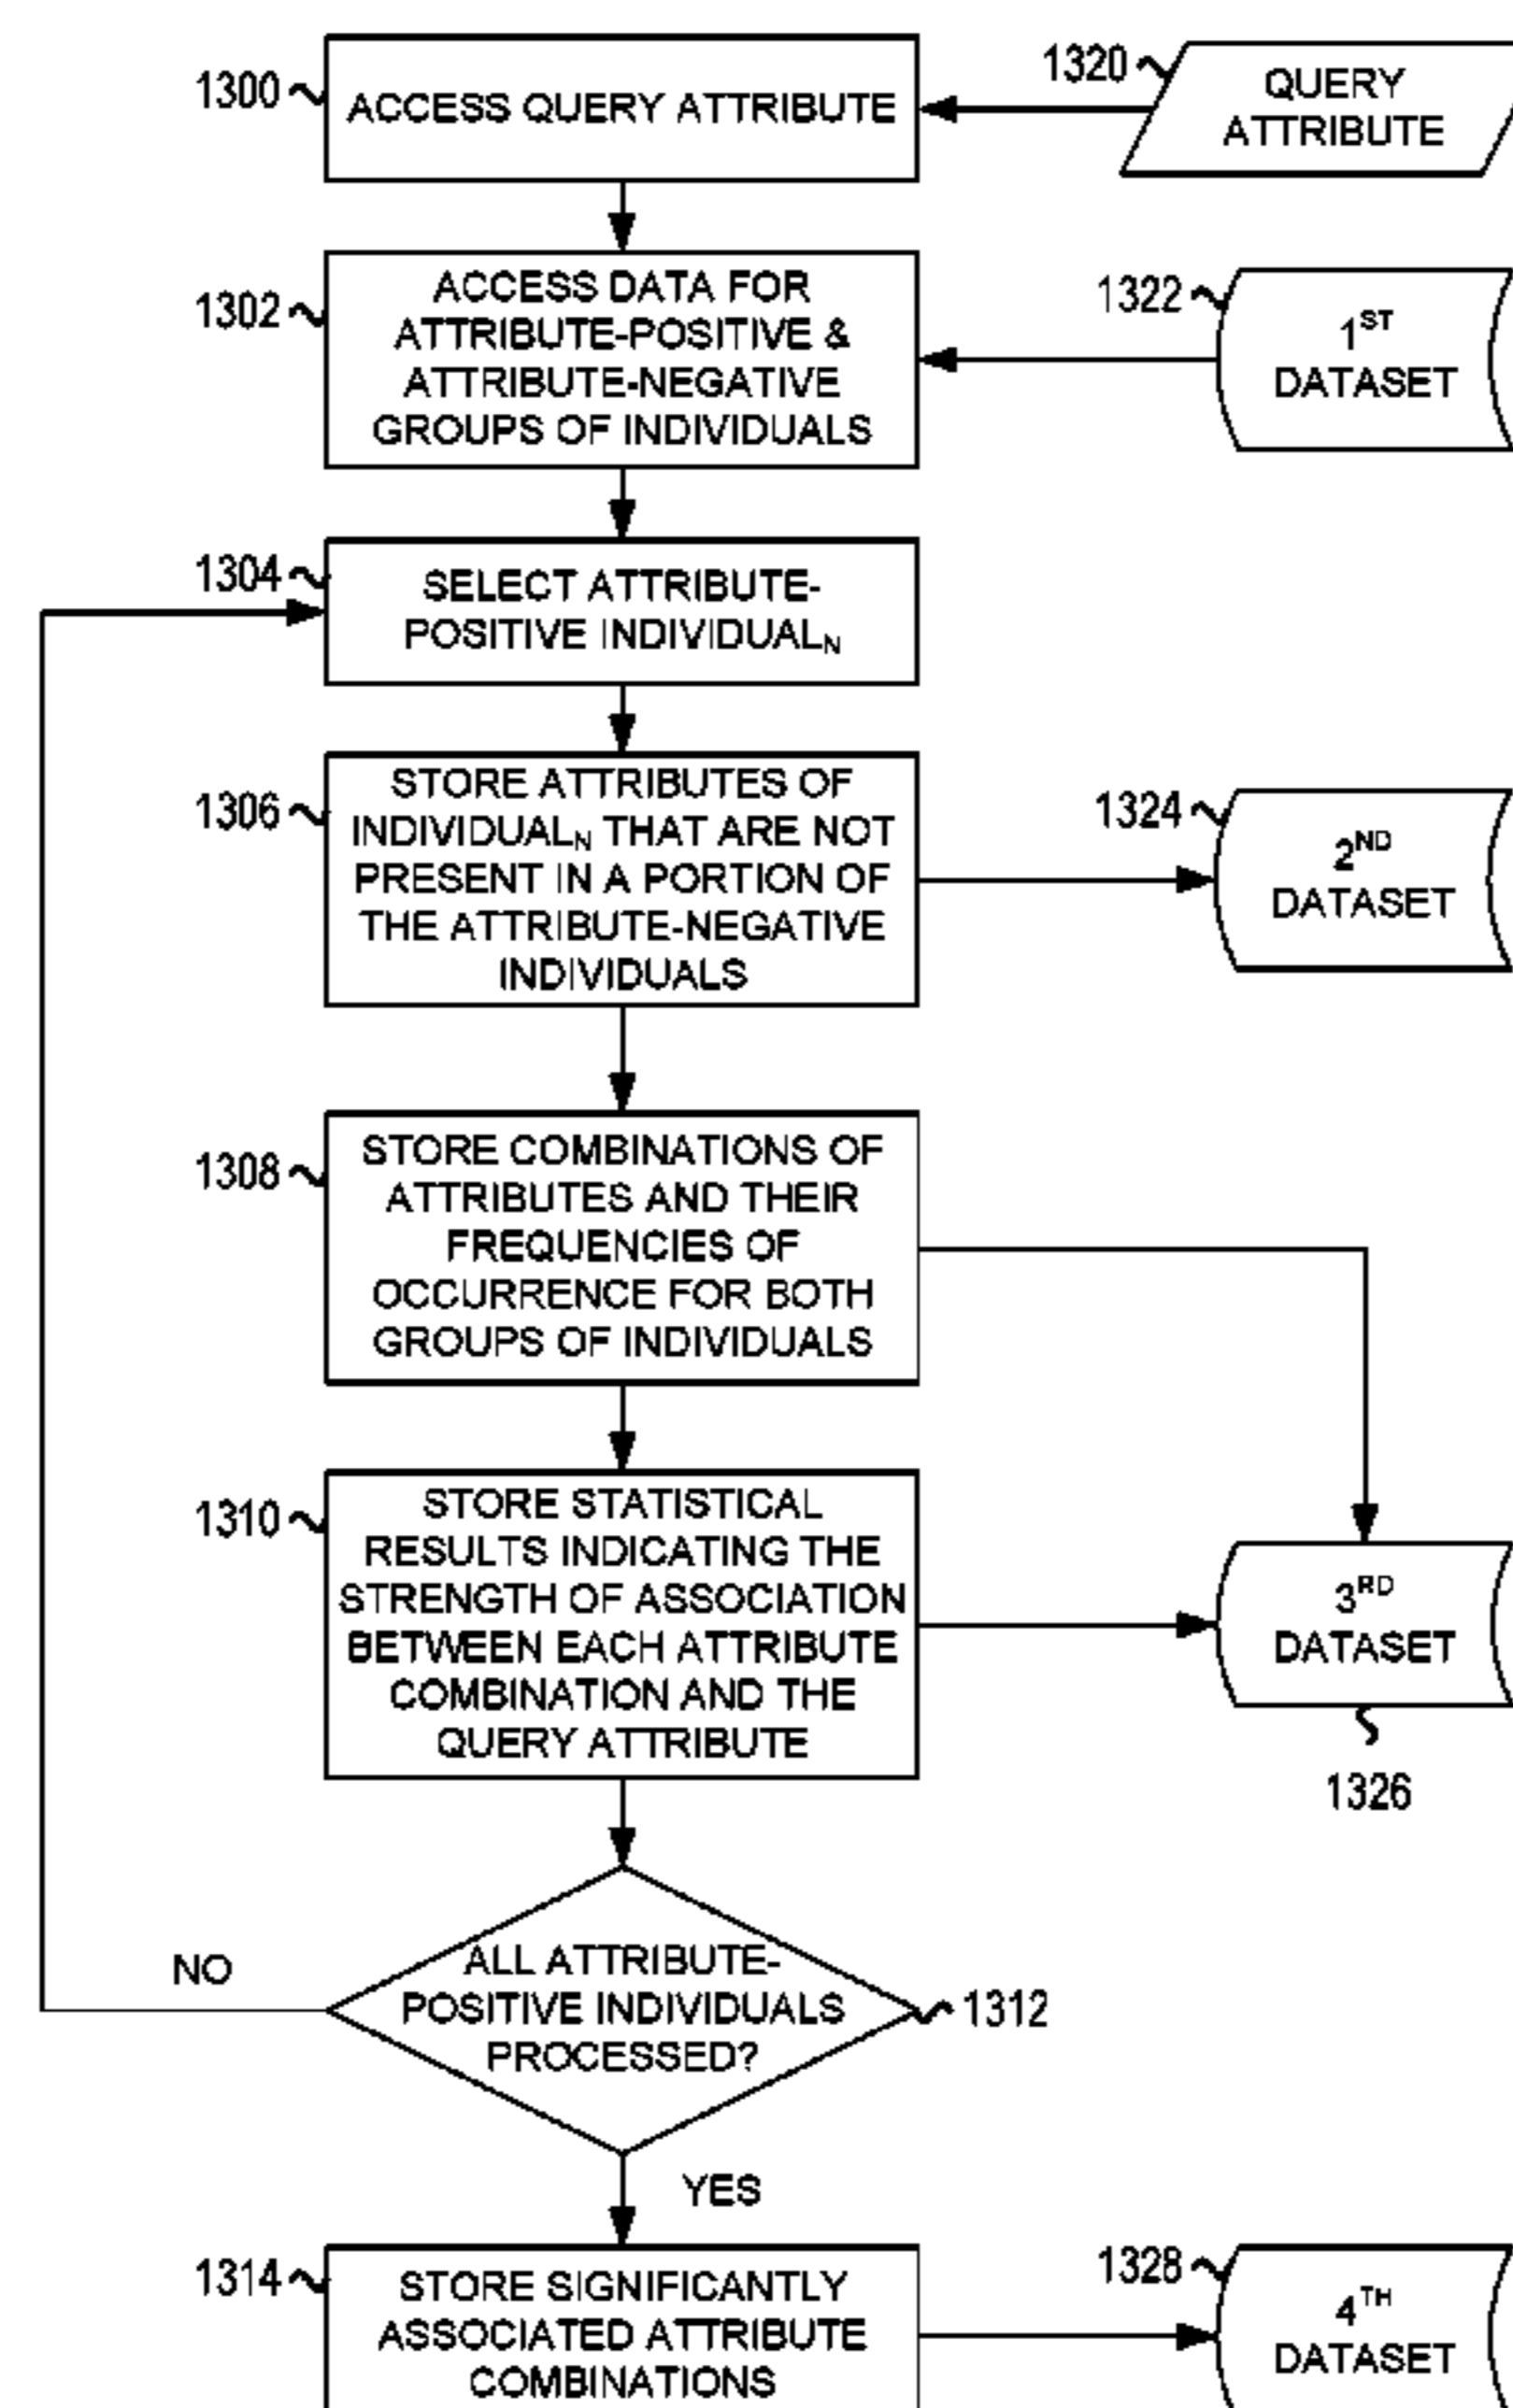 1300
ACCESS QUERY ATTRIBUTE
1320
QUERY
ATTRIBUTE
1302
ACCESS DATA FOR
ATTRIBUTE-POSITIVE &
ATTRIBUTE-NEGATIVE
GROUPS OF INDIVIDUALS
1322
1ST
DATASET
1304
SELECT ATTRIBUTE-
POSITIVE INDIVIDUALN
1306
STORE ATTRIBUTES OF
INDIVIDUALN THAT ARE NOT
PRESENT IN A PORTION OF
THE ATTRIBUTE-NEGATIVE
INDIVIDUALS
1324
2ND
DATASET
1308
STORE COMBINATIONS OF
ATTRIBUTES AND THEIR
FREQUENCIES OF
OCCURRENCE FOR BOTH
GROUPS OF INDIVIDUALS
1310
STORE STATISTICAL
RESULTS INDICATING THE
STRENGTH OF ASSOCIATION
BETWEEN EACH ATTRIBUTE
COMBINATION AND THE
QUERY ATTRIBUTE
3RD
DATASET
1326
NO
ALL ATTRIBUTE-
POSITIVE INDIVIDUALS
PROCESSED?
1312
YES
1314
STORE SIGNIFICANTLY
ASSOCIATED ATTRIBUTE
COMBINATIONS
1328
4TH
DATASET